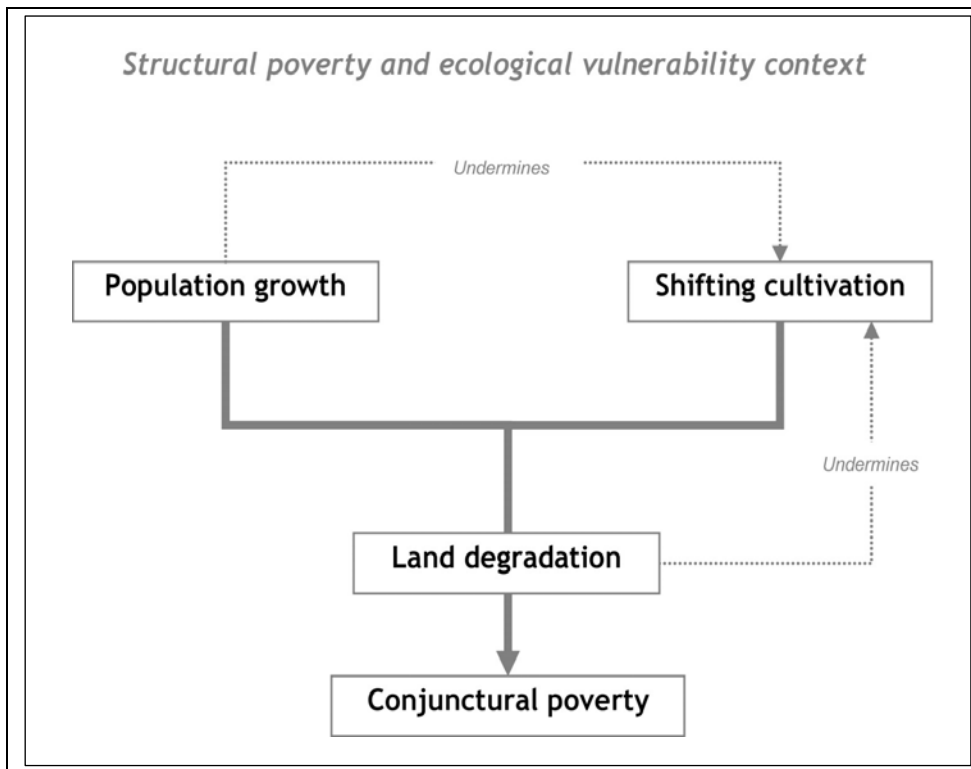 Structural poverty and ecological vulnerability context
Undermines
Population growth
Shifting cultivation
Undermines
Land degradation
Conjunctural poverty